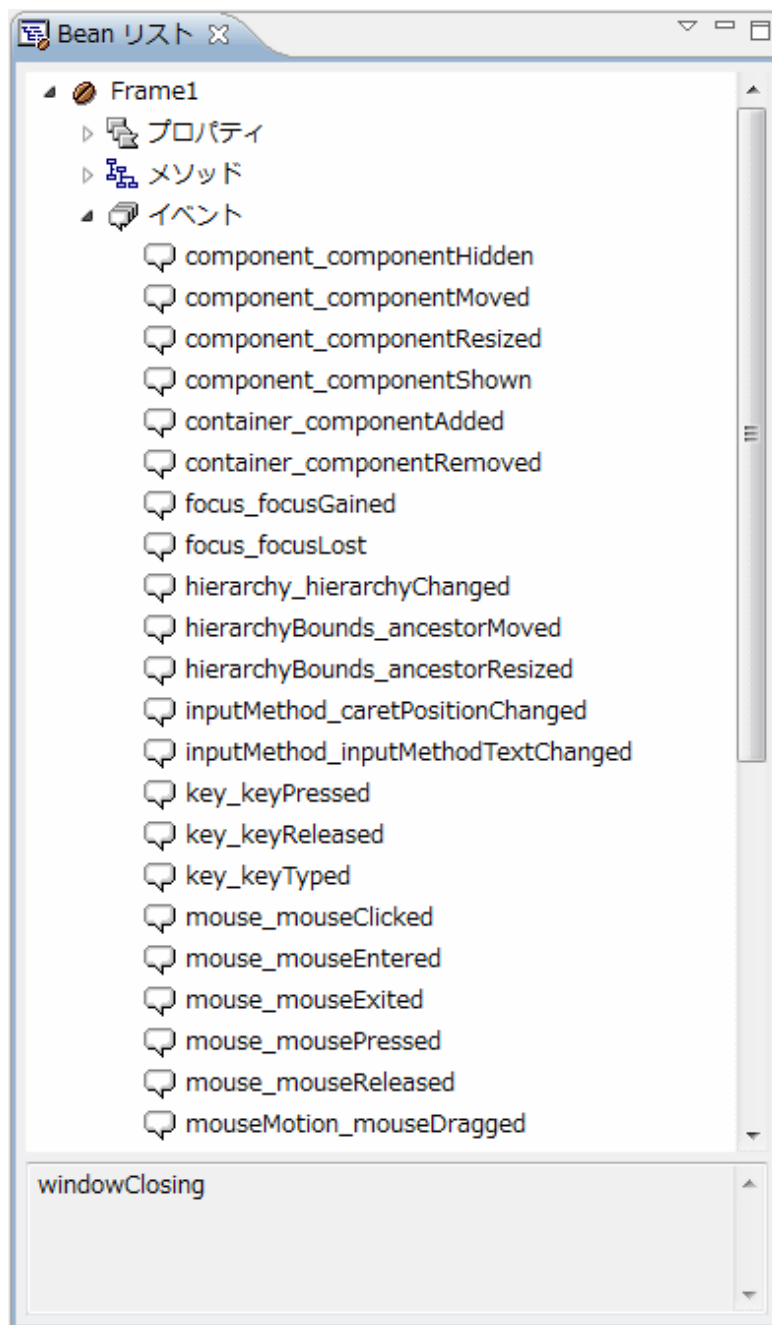 Bean リスト
Frame1
プロパティ
メソッド
イベント
component_componentHidden
component_componentMoved
component_componentResized
component_componentShown
container_componentAdded
container_componentRemoved
focus_focusGained
focus_focusLost
hierarchy_hierarchyChanged
hierarchyBounds_ancestorMoved
hierarchyBounds_ancestorResized
inputMethod_caretPositionChanged
inputMethod_inputMethodTextChanged
key_keyPressed
key_keyReleased
key_keyTyped
mouse_mouseClicked
mouse_mouseEntered
mouse_mouseExited
mouse_mousePressed
mouse_mouseReleased
mouseMotion_mouseDragged
windowClosing